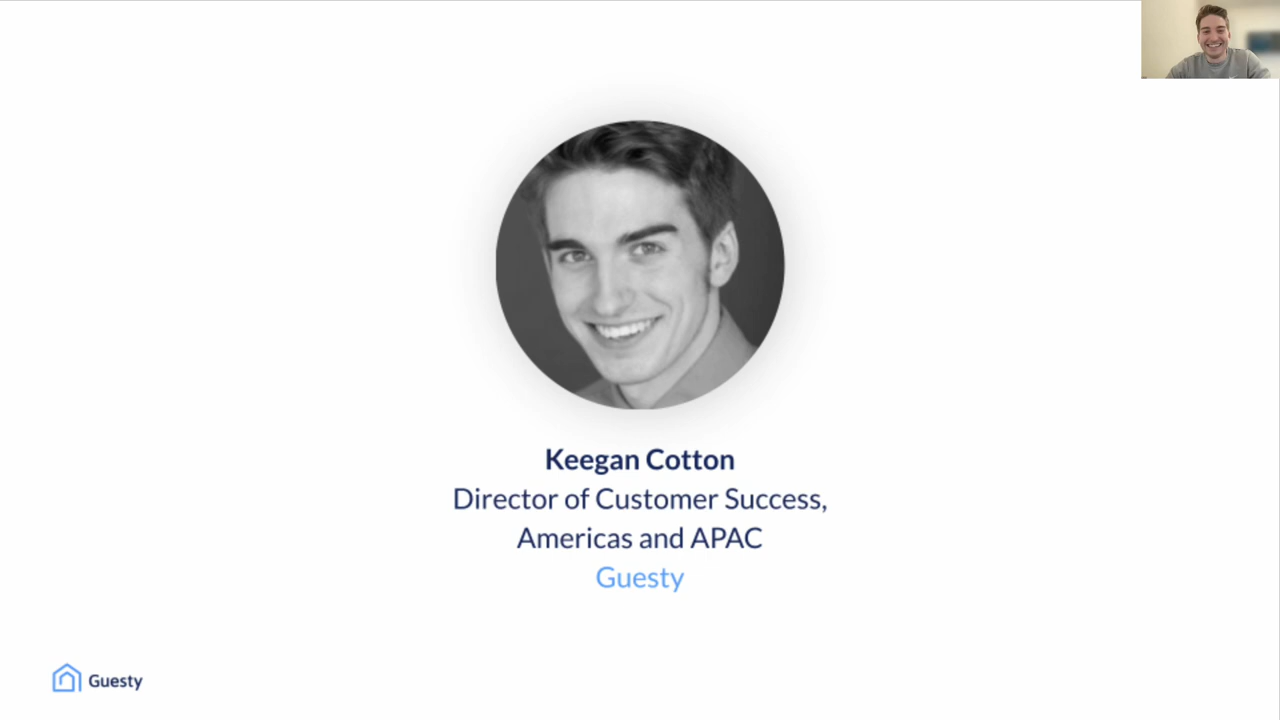 Keegan Cotton
Director of Customer Success,
Americas and APAC
Guesty
Guesty